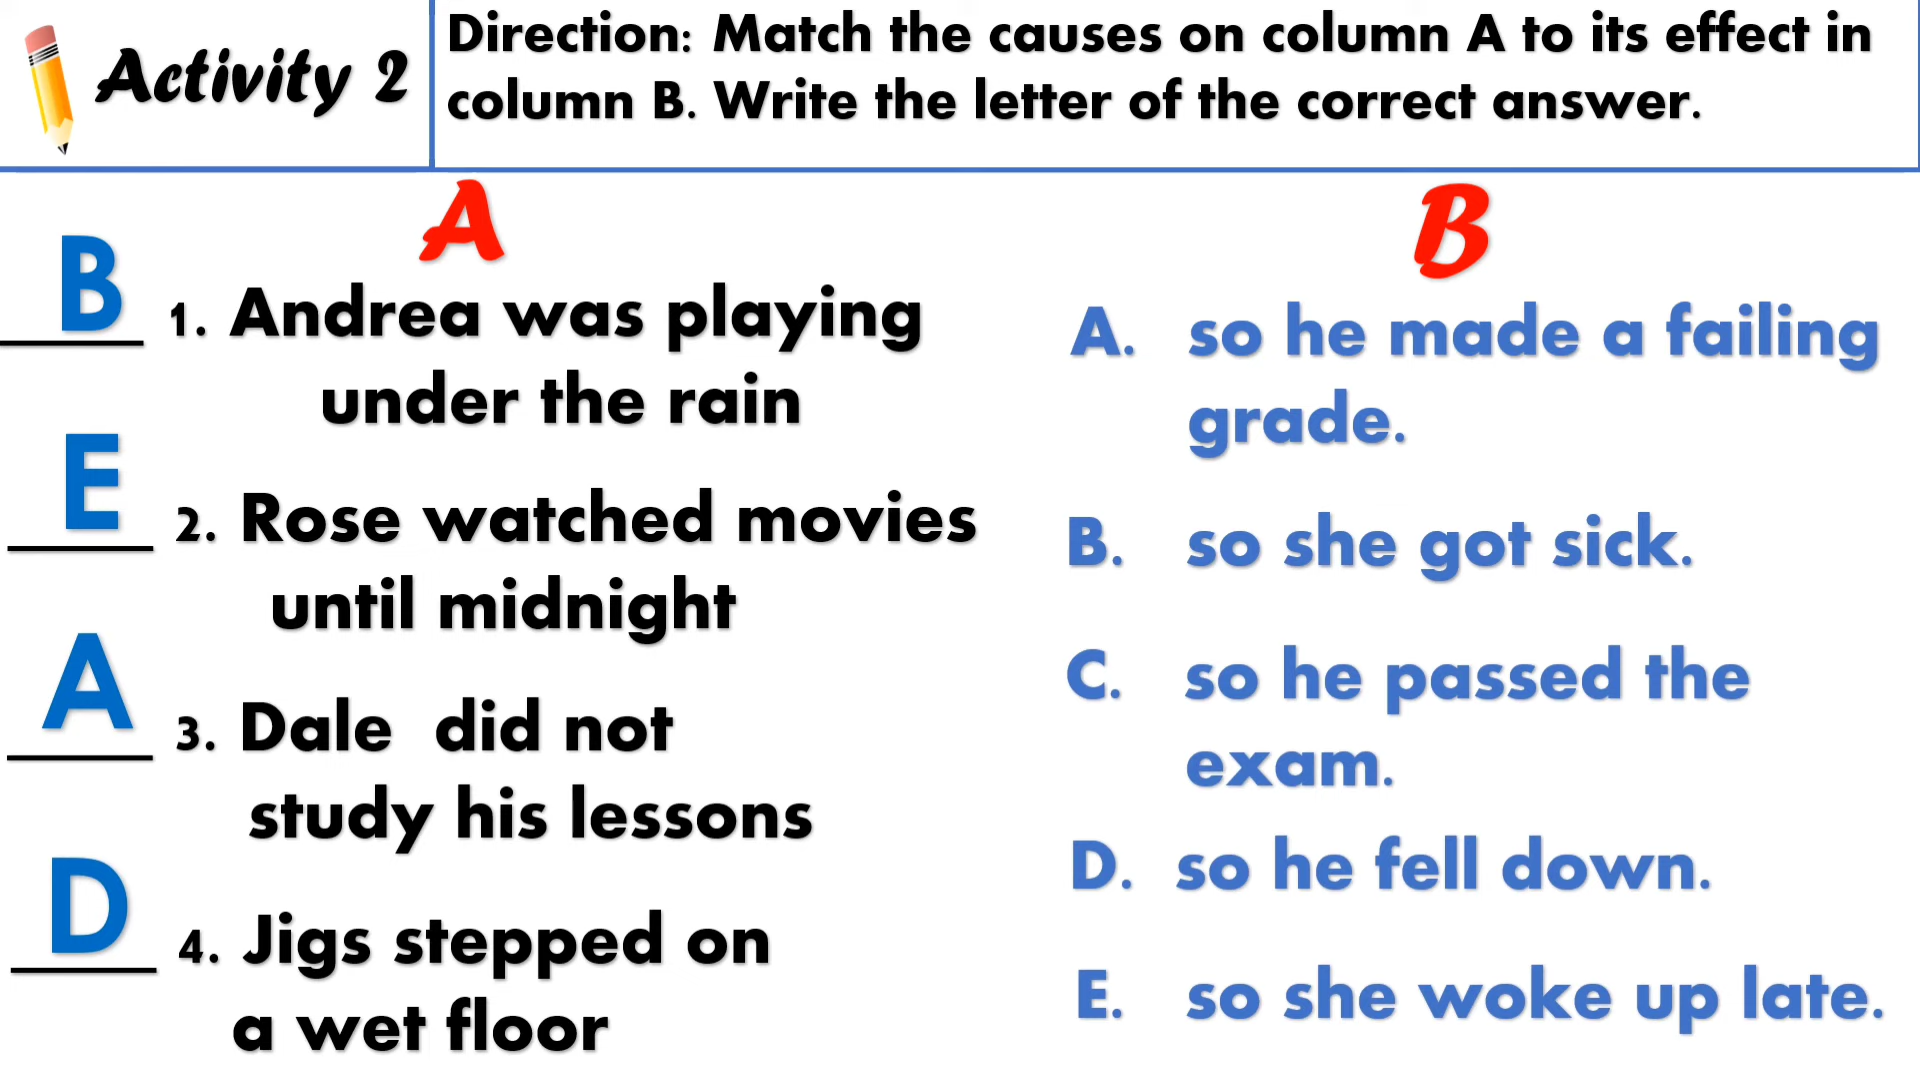 Activity 2
Direction: Match the causes on column A to its effect in
column B. Write the letter of the correct answer.
A
B 1. Andrea was playing
under the rain
E 2. Rose watched movies
until midnight
A 3. Dale did not
study his lessons
D 4. Jigs stepped on
a wet floor
B
A. so he made a failing
grade.
B. so she got sick.
C. so he passed the
exam.
D. so he fell down.
E. so she woke up late.